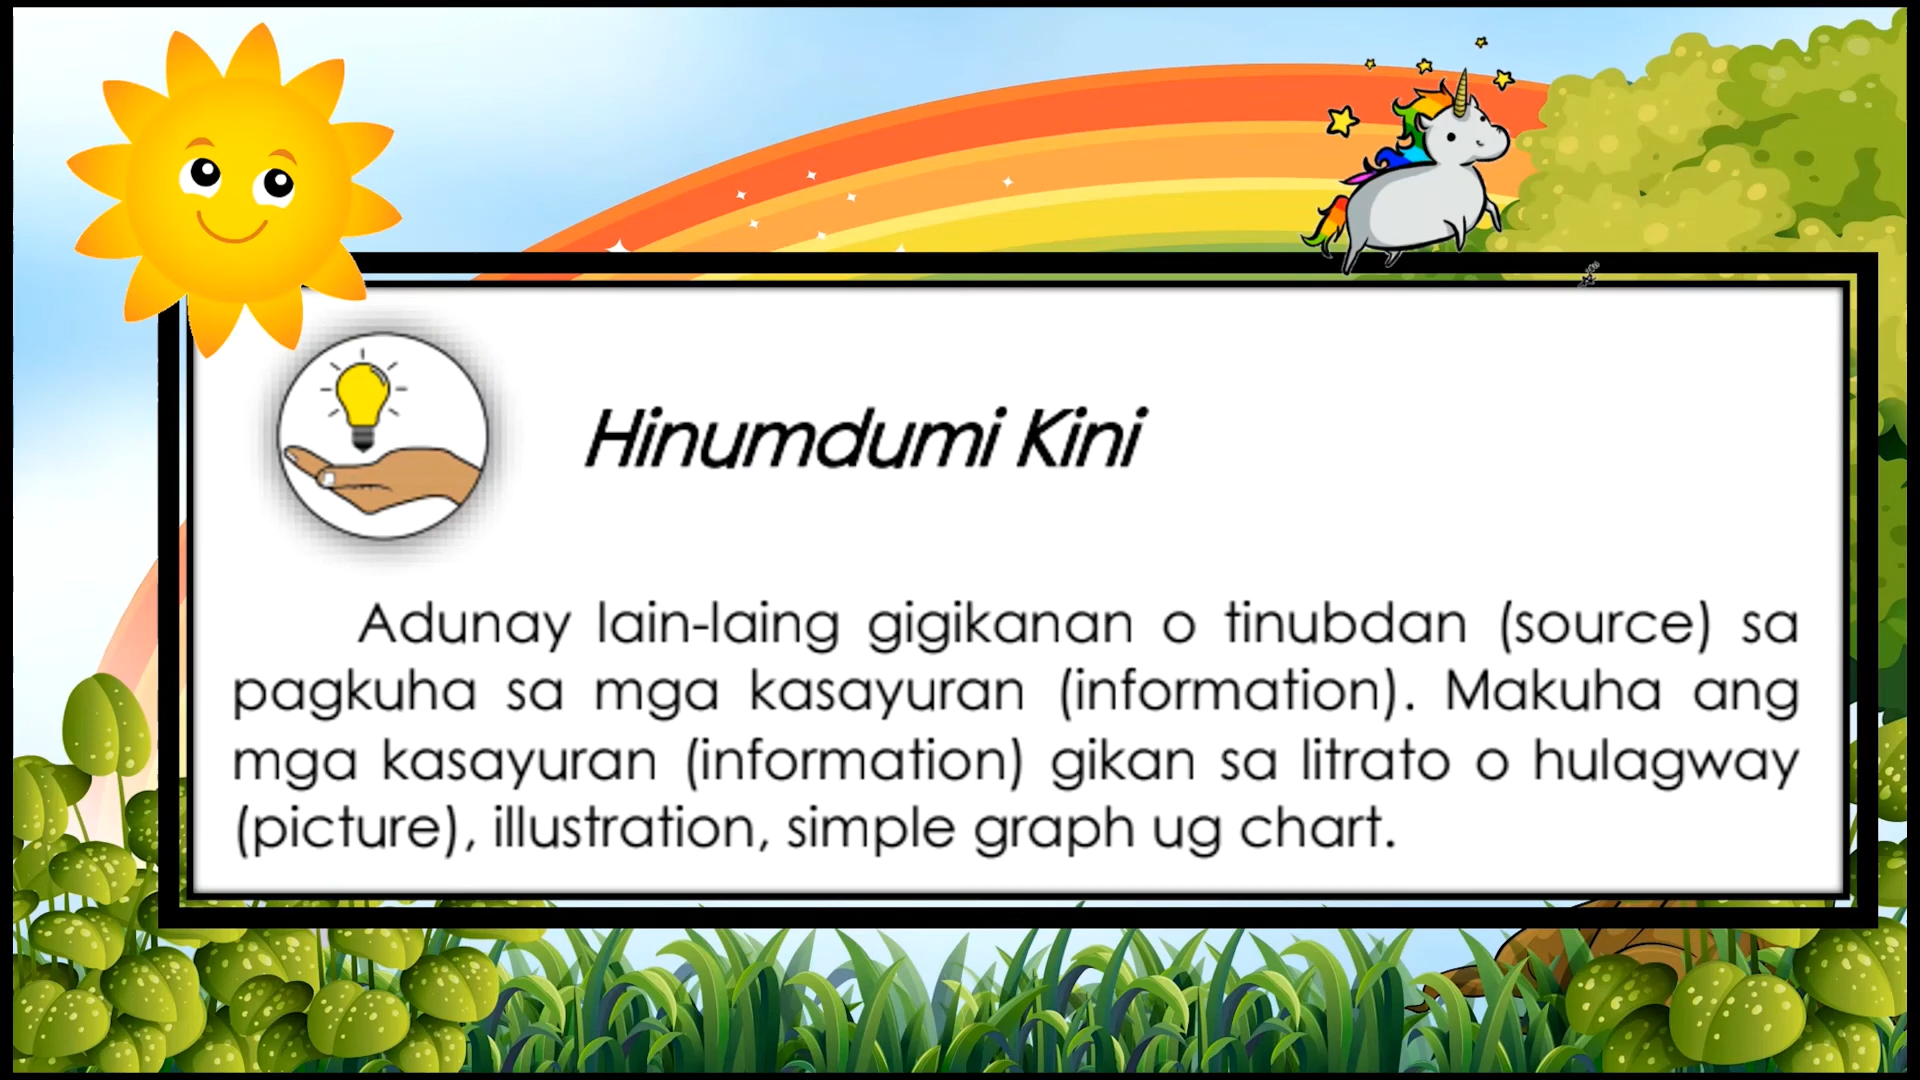 Hinumdumi Kini
Adunay lain-laing gigikanan o tinubdan (source) sa
pagkuha sa mga kasayuran (information). Makuha ang
mga kasayuran (information) gikan sa litrato o hulagway
(picture), illustration, simple graph ug chart.